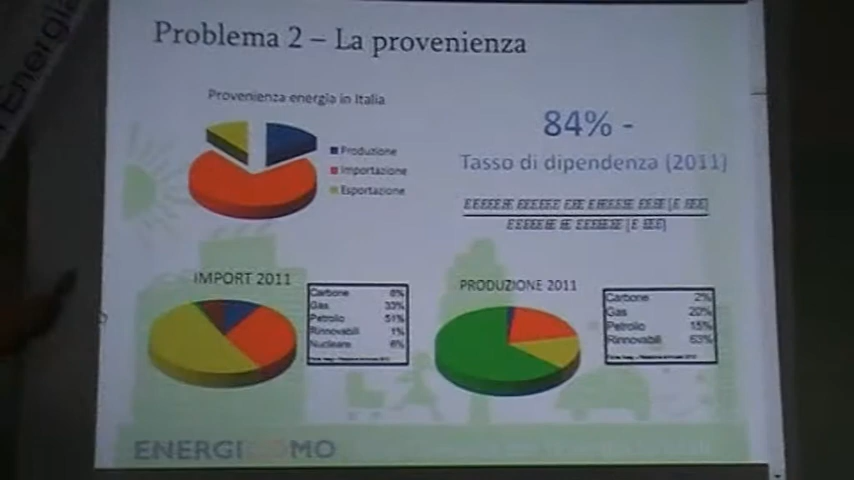 Energia
Problema 2 – La provenienza
Provenienza energia in Italia
Produzione
Importazione
Esportazione
84% -
Tasso di dipendenza (2011)
IMPORT 2011
Carbone 8%
Gas 33%
Petrolio 51%
Rinnovabili 1%
Nucleare 6%
PRODUZIONE 2011
Carbone 2%
Gas 20%
Petrolio 15%
Rinnovabili 63%